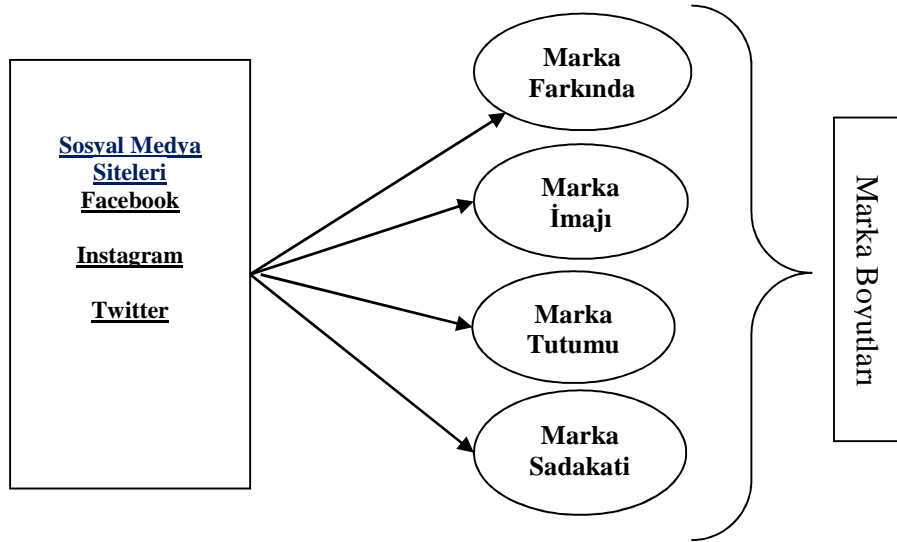 Sosyal Medya
Siteleri
Facebook
Instagram
Twitter
Marka
Farkında
Marka
İmajı
Marka
Tutumu
Marka
Sadakati
Marka Boyutları